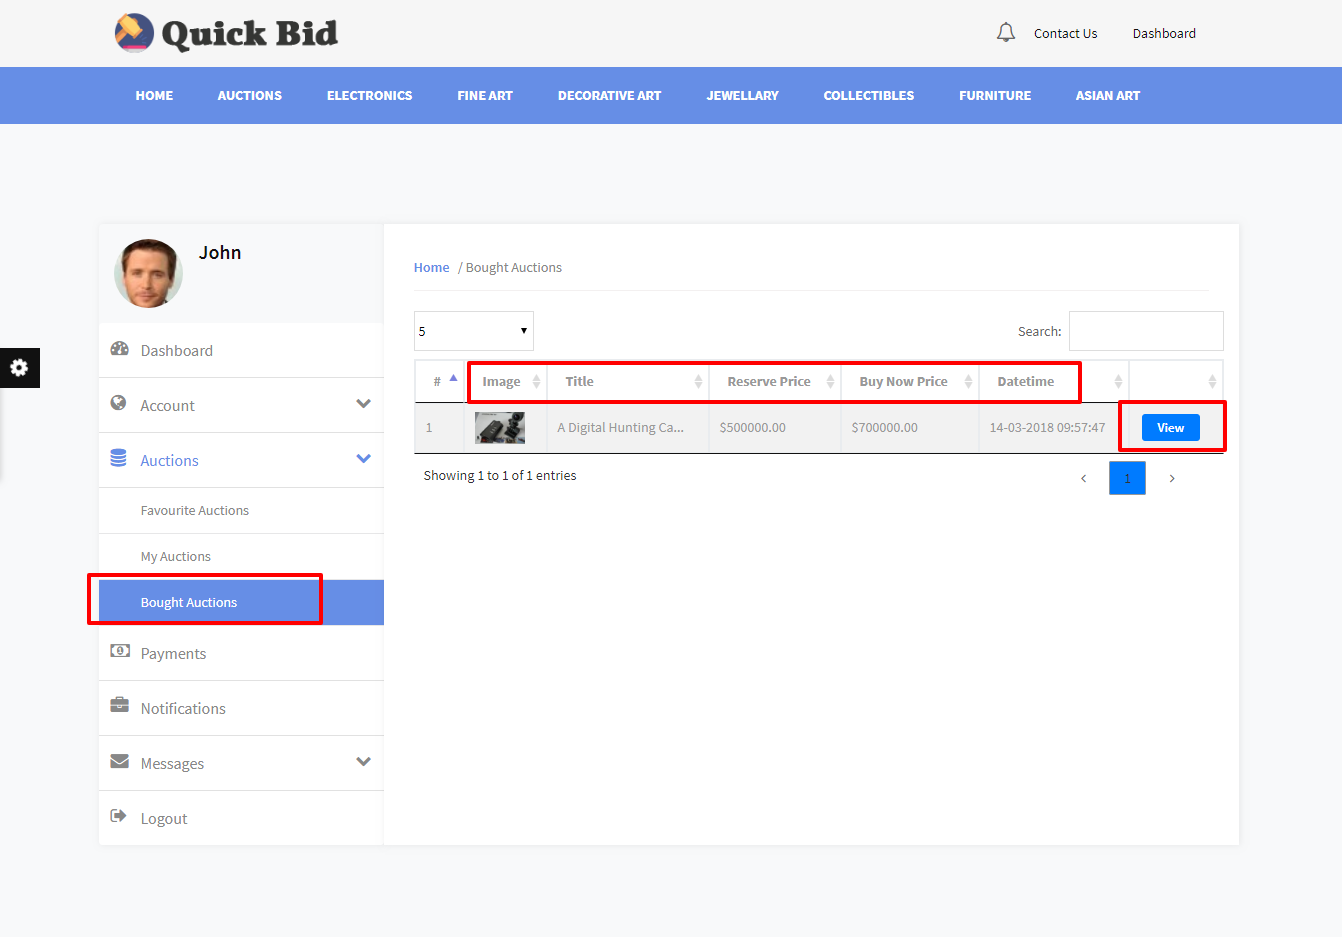 Quick Bid
Contact Us Dashboard
HOME AUCTIONS ELECTRONICS FINE ART DECORATIVE ART JEWELLARY COLLECTIBLES FURNITURE ASIAN ART
John
Dashboard
Account
Auctions
Favourite Auctions
My Auctions
Bought Auctions
Payments
Notifications
Messages
Logout
Home / Bought Auctions
5 Search:
# Image Title Reserve Price Buy Now Price Datetime
1 A Digital Hunting Ca... $500000.00 $700000.00 14-03-2018 09:57:47 View
Showing 1 to 1 of 1 entries
‹ 1 ›